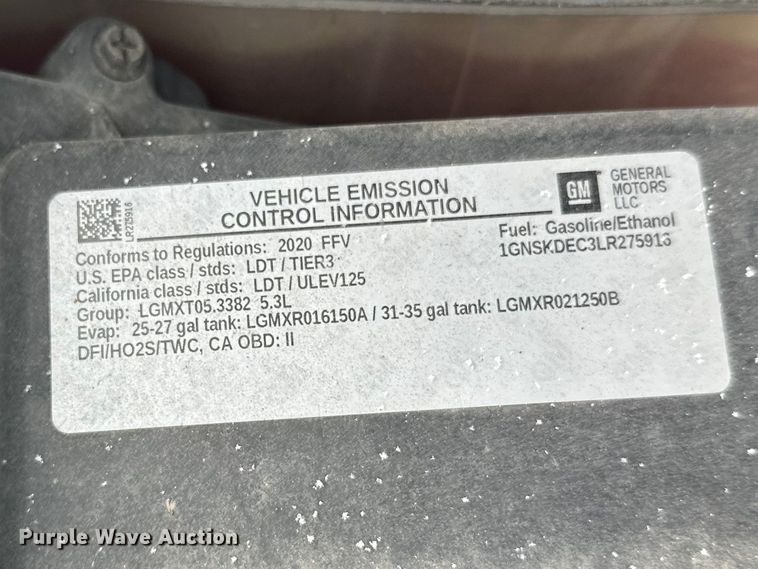 LR275916
VEHICLE EMISSION
CONTROL INFORMATION
GM
GENERAL
MOTORS
LLC
Conforms to Regulations: 2020 FFV
U.S. EPA class / stds: LDT / TIER3
California class / stds: LDT / ULEV125
Group: LGMXT05.3382 5.3L
Evap: 25-27 gal tank: LGMXR016150A / 31-35 gal tank: LGMXR021250B
DFI/HO2S/TWC, CA OBD: II
Fuel: Gasoline/Ethanol
1GNSKDEC3LR275916
Purple Wave Auction